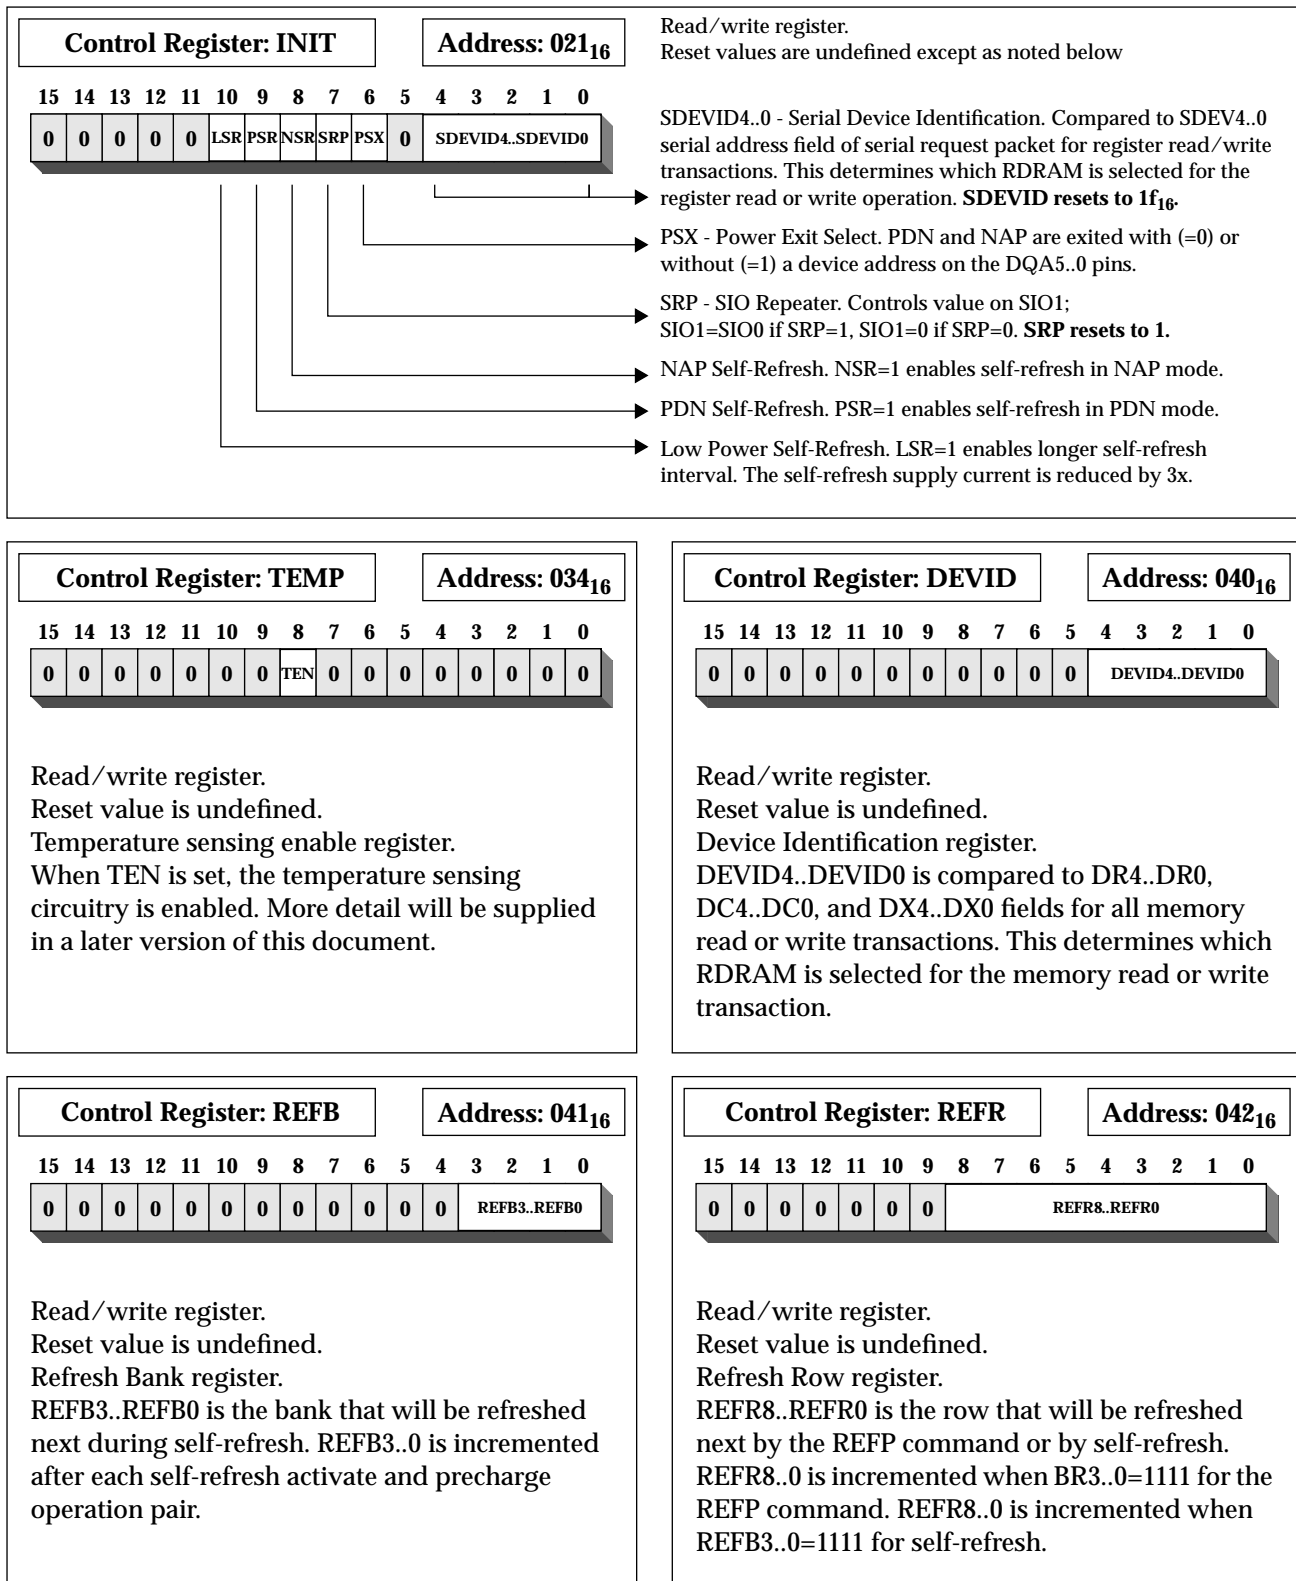 Control Register: INIT
Address: 021₁₆
15 14 13 12 11 10 9 8 7 6 5 4 3 2 1 0
0 0 0 0 0 LSR PSR NSR SRP PSX 0 SDEVID4..SDEVID0
Read/write register.
Reset values are undefined except as noted below
SDEVID4..0 - Serial Device Identification. Compared to SDEV4..0
serial address field of serial request packet for register read/write
transactions. This determines which RDRAM is selected for the
register read or write operation. SDEVID resets to 1f₁₆.
PSX - Power Exit Select. PDN and NAP are exited with (=0) or
without (=1) a device address on the DQA5..0 pins.
SRP - SIO Repeater. Controls value on SIO1;
SIO1=SIO0 if SRP=1, SIO1=0 if SRP=0. SRP resets to 1.
NAP Self-Refresh. NSR=1 enables self-refresh in NAP mode.
PDN Self-Refresh. PSR=1 enables self-refresh in PDN mode.
Low Power Self-Refresh. LSR=1 enables longer self-refresh
interval. The self-refresh supply current is reduced by 3x.
Control Register: TEMP
Address: 034₁₆
15 14 13 12 11 10 9 8 7 6 5 4 3 2 1 0
0 0 0 0 0 0 0 TEN 0 0 0 0 0 0 0 0
Read/write register.
Reset value is undefined.
Temperature sensing enable register.
When TEN is set, the temperature sensing
circuitry is enabled. More detail will be supplied
in a later version of this document.
Control Register: DEVID
Address: 040₁₆
15 14 13 12 11 10 9 8 7 6 5 4 3 2 1 0
0 0 0 0 0 0 0 0 0 0 0 DEVID4..DEVID0
Read/write register.
Reset value is undefined.
Device Identification register.
DEVID4..DEVID0 is compared to DR4..DR0,
DC4..DC0, and DX4..DX0 fields for all memory
read or write transactions. This determines which
RDRAM is selected for the memory read or write
transaction.
Control Register: REFB
Address: 041₁₆
15 14 13 12 11 10 9 8 7 6 5 4 3 2 1 0
0 0 0 0 0 0 0 0 0 0 0 0 REFB3..REFB0
Read/write register.
Reset value is undefined.
Refresh Bank register.
REFB3..REFB0 is the bank that will be refreshed
next during self-refresh. REFB3..0 is incremented
after each self-refresh activate and precharge
operation pair.
Control Register: REFR
Address: 042₁₆
15 14 13 12 11 10 9 8 7 6 5 4 3 2 1 0
0 0 0 0 0 0 0 REFR8..REFR0
Read/write register.
Reset value is undefined.
Refresh Row register.
REFR8..REFR0 is the row that will be refreshed
next by the REFP command or by self-refresh.
REFR8..0 is incremented when BR3..0=1111 for the
REFP command. REFR8..0 is incremented when
REFB3..0=1111 for self-refresh.